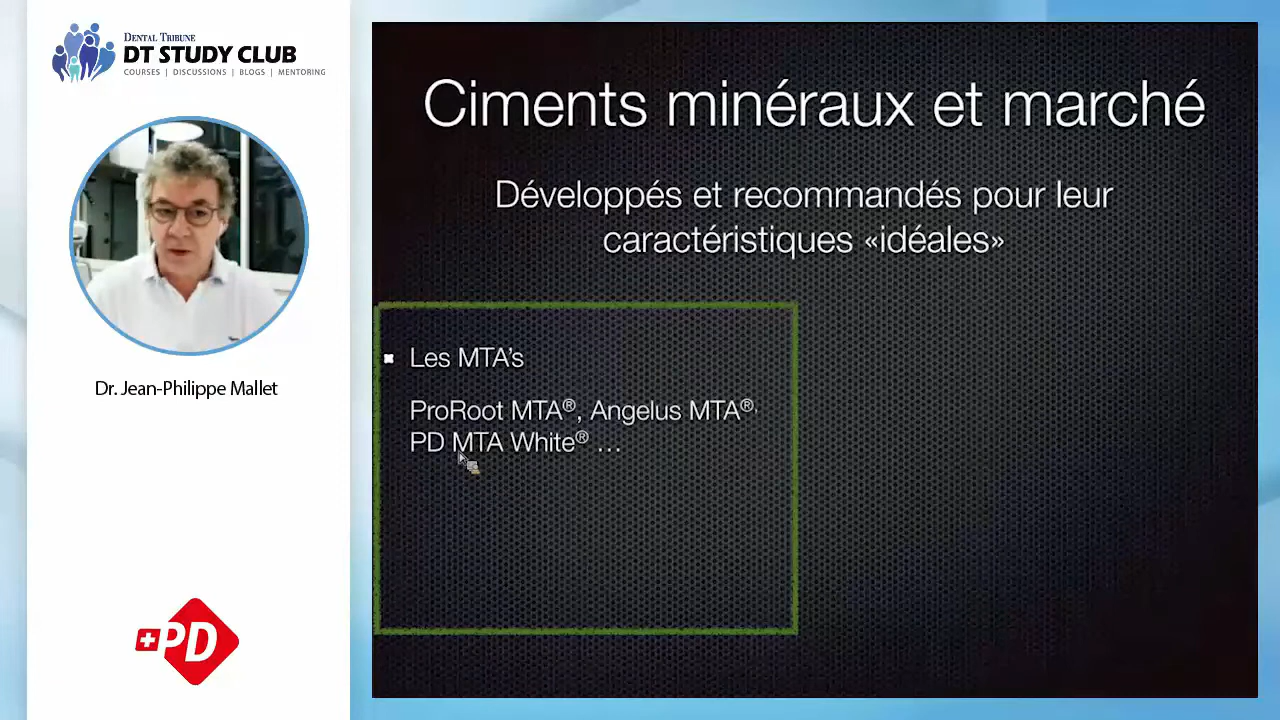 DENTAL TRIBUNE
DT STUDY CLUB
COURSES | DISCUSSIONS | BLOGS | MENTORING
Dr. Jean-Philippe Mallet
PD
Ciments minéraux et marché
Développés et recommandés pour leur
caractéristiques «idéales»
Les MTA’s
ProRoot MTA®, Angelus MTA®,
PD MTA White® …